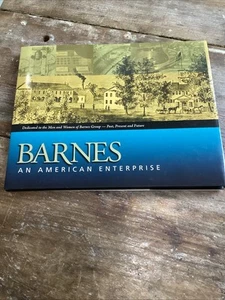 Dedicated to the Men and Women of Barnes Group — Past, Present and Future
BARNES
AN AMERICAN ENTERPRISE